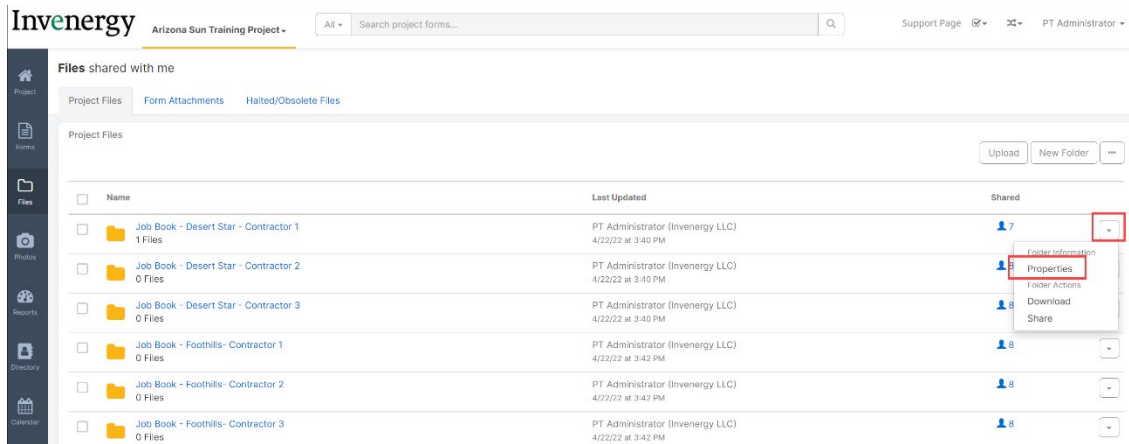 Invenergy
Arizona Sun Training Project
All
Search project forms...
Support Page
PT Administrator
Project
Forms
Files
Photos
Reports
Directory
Calendar
Files shared with me
Project Files
Form Attachments
Halted/Obsolete Files
Project Files
Upload
New Folder
Name
Last Updated
Shared
Job Book - Desert Star - Contractor 1
1 Files
PT Administrator (Invenergy LLC)
4/22/22 at 3:40 PM
7
Folder Information
Properties
Folder Actions
Download
Share
Job Book - Desert Star - Contractor 2
0 Files
PT Administrator (Invenergy LLC)
4/22/22 at 3:40 PM
8
Job Book - Desert Star - Contractor 3
0 Files
PT Administrator (Invenergy LLC)
4/22/22 at 3:40 PM
8
Job Book - Foothills- Contractor 1
0 Files
PT Administrator (Invenergy LLC)
4/22/22 at 3:42 PM
8
Job Book - Foothills- Contractor 2
0 Files
PT Administrator (Invenergy LLC)
4/22/22 at 3:42 PM
8
Job Book - Foothills- Contractor 3
0 Files
PT Administrator (Invenergy LLC)
4/22/22 at 3:42 PM
8